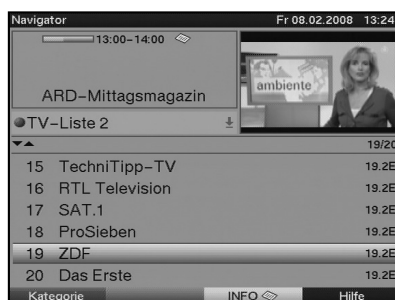 Navigator Fr 08.02.2008 13:24
13:00-14:00
ARD-Mittagsmagazin
ambiente
TV-Liste 2
19/20
15 TechniTipp-TV 19.2E
16 RTL Television 19.2E
17 SAT.1 19.2E
18 ProSieben 19.2E
19 ZDF 19.2E
20 Das Erste 19.2E
Kategorie INFO Hilfe